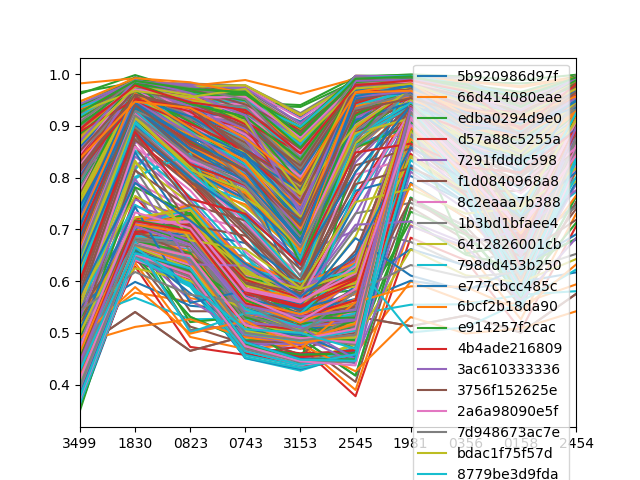 1.0
0.9
0.8
0.7
0.6
0.5
0.4
3499 1830 0823 0743 3153 2545 1981 0356 0158 2454
5b920986d97f
66d414080eae
edba0294d9e0
d57a88c5255a
7291fdddc598
f1d0840968a8
8c2eaaa7b388
1b3bd1bfaee4
6412826001cb
798dd453b250
e777cbcc485c
6bcf2b18da90
e914257f2cac
4b4ade216809
3ac610333336
3756f152625e
2a6a98090e5f
7d948673ac7e
bdac1f75f57d
8779be3d9fda